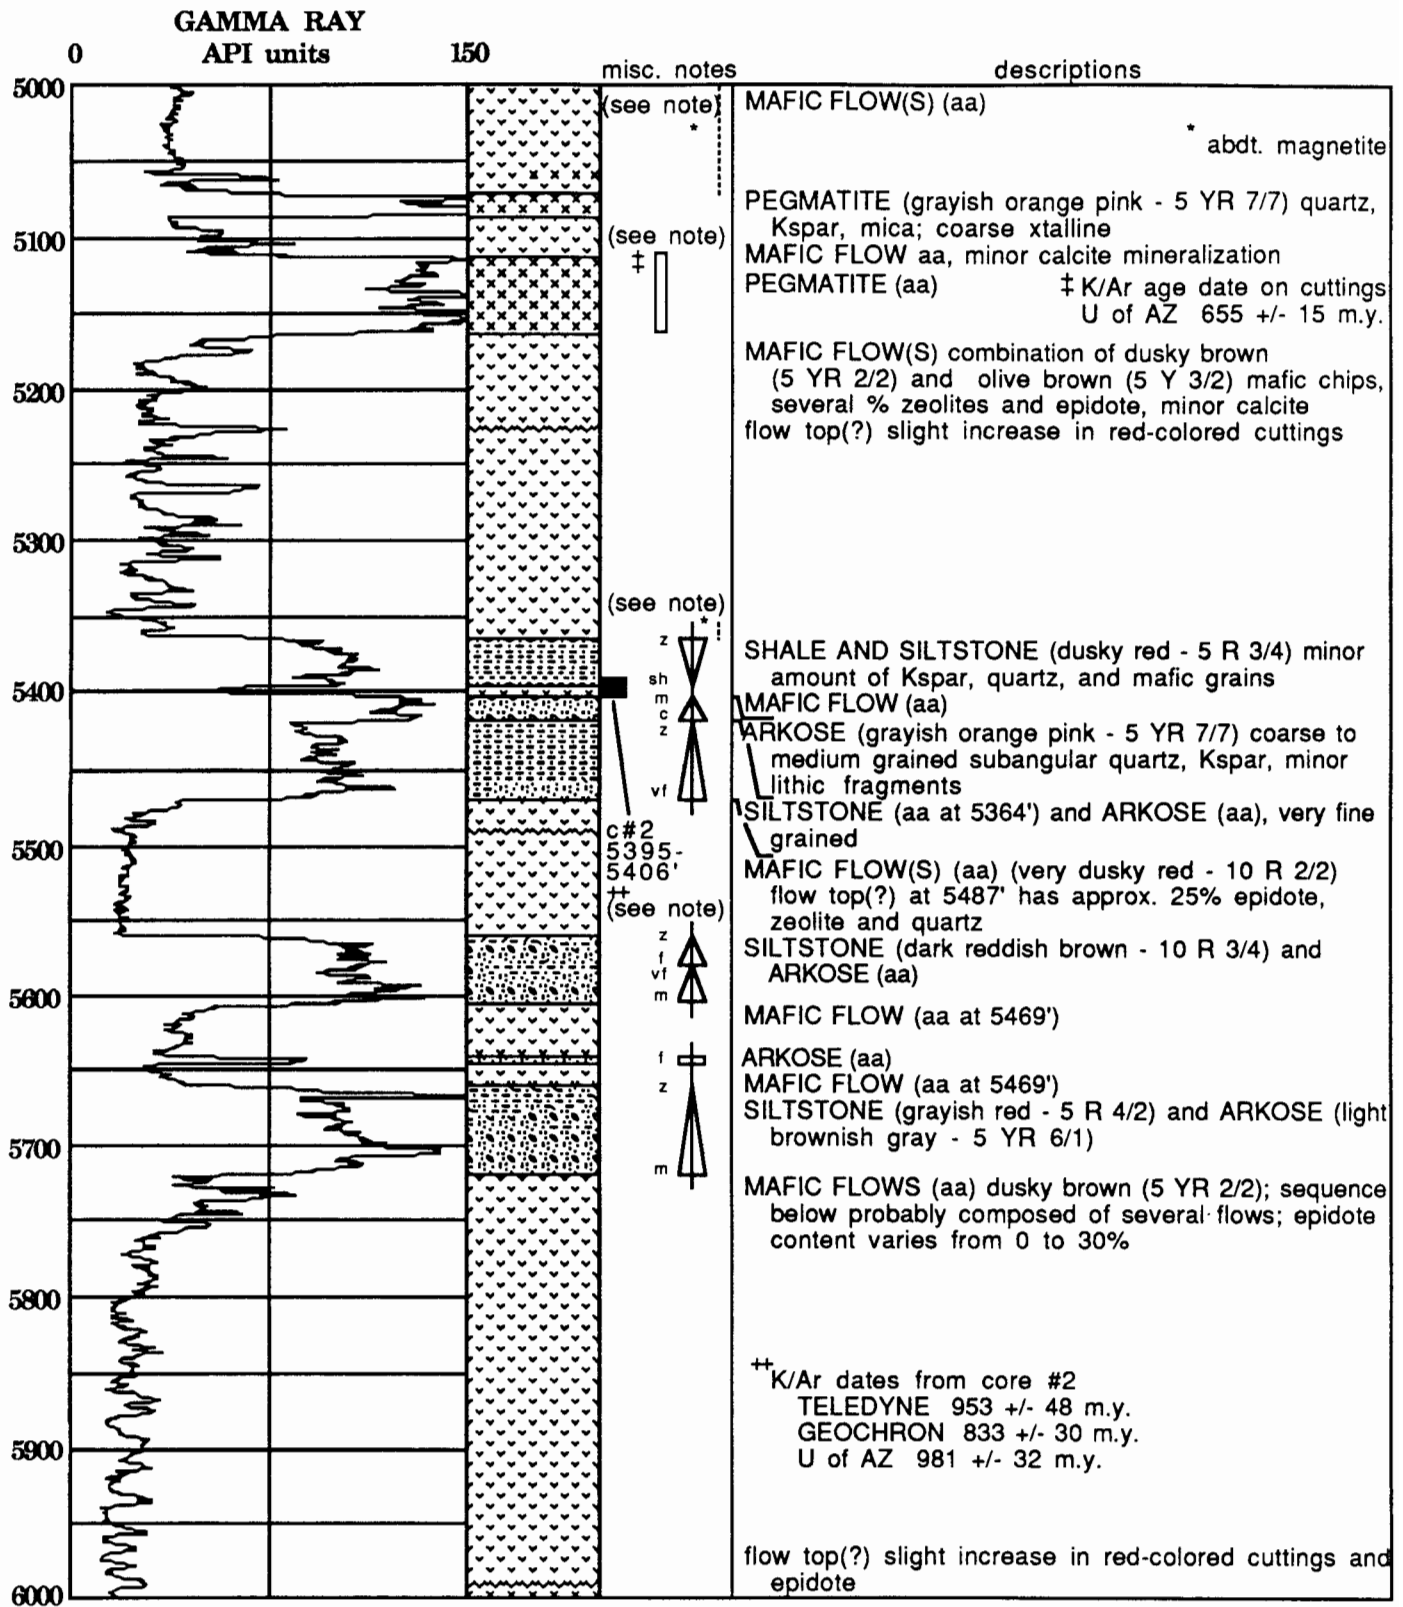 GAMMA RAY
0 API units 150
misc. notes descriptions
5000
(see note)
*
MAFIC FLOW(S) (aa)
* abdt. magnetite
PEGMATITE (grayish orange pink - 5 YR 7/7) quartz,
Kspar, mica; coarse xtalline
5100
(see note)
‡
MAFIC FLOW aa, minor calcite mineralization
PEGMATITE (aa) ‡ K/Ar age date on cuttings
U of AZ 655 +/- 15 m.y.
MAFIC FLOW(S) combination of dusky brown
(5 YR 2/2) and olive brown (5 Y 3/2) mafic chips,
several % zeolites and epidote, minor calcite
flow top(?) slight increase in red-colored cuttings
5200
5300
(see note)
*
z
sh
m
c
z
vf
SHALE AND SILTSTONE (dusky red - 5 R 3/4) minor
amount of Kspar, quartz, and mafic grains
5400
MAFIC FLOW (aa)
ARKOSE (grayish orange pink - 5 YR 7/7) coarse to
medium grained subangular quartz, Kspar, minor
lithic fragments
SILTSTONE (aa at 5364') and ARKOSE (aa), very fine
grained
c#2
5395-
5406'
++
(see note)
5500
MAFIC FLOW(S) (aa) (very dusky red - 10 R 2/2)
flow top(?) at 5487' has approx. 25% epidote,
zeolite and quartz
z
f
vf
m
SILTSTONE (dark reddish brown - 10 R 3/4) and
ARKOSE (aa)
5600
MAFIC FLOW (aa at 5469')
f
ARKOSE (aa)
MAFIC FLOW (aa at 5469')
z
m
SILTSTONE (grayish red - 5 R 4/2) and ARKOSE (light
brownish gray - 5 YR 6/1)
5700
MAFIC FLOWS (aa) dusky brown (5 YR 2/2); sequence
below probably composed of several flows; epidote
content varies from 0 to 30%
5800
++
K/Ar dates from core #2
TELEDYNE 953 +/- 48 m.y.
GEOCHRON 833 +/- 30 m.y.
U of AZ 981 +/- 32 m.y.
5900
flow top(?) slight increase in red-colored cuttings and
epidote
6000